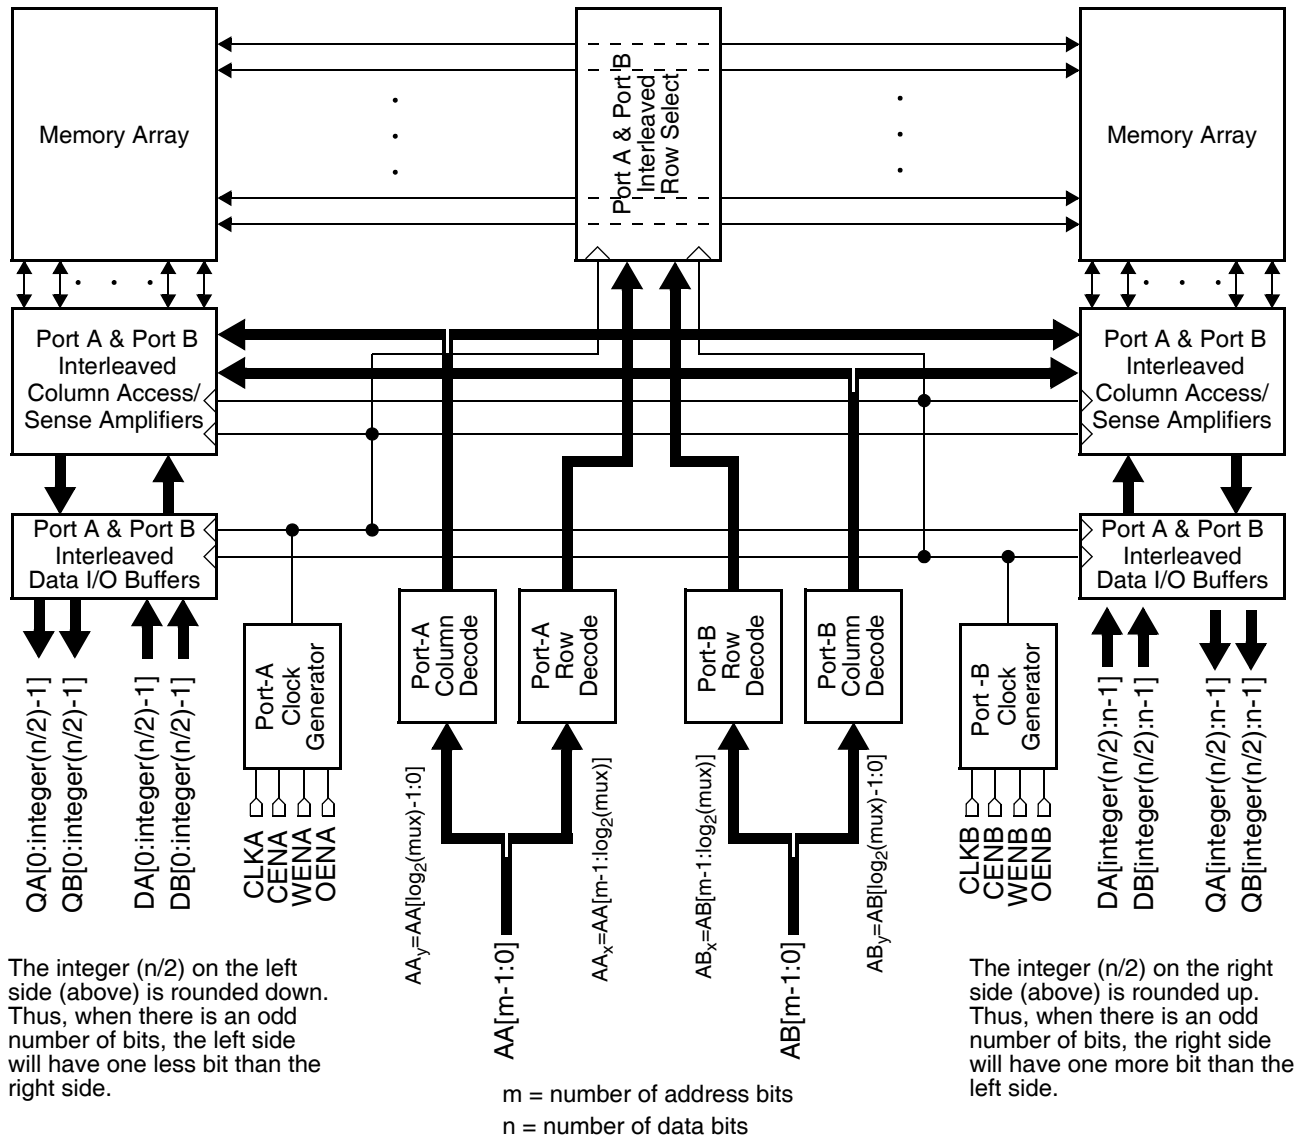 Memory Array
Port A & Port B
Interleaved
Row Select
Memory Array
Port A & Port B
Interleaved
Column Access/
Sense Amplifiers
Port A & Port B
Interleaved
Column Access/
Sense Amplifiers
Port A & Port B
Interleaved
Data I/O Buffers
Port A & Port B
Interleaved
Data I/O Buffers
Port-A
Clock
Generator
Port-A
Column
Decode
Port-A
Row
Decode
Port-B
Row
Decode
Port-B
Column
Decode
Port -B
Clock
Generator
QA[0:integer(n/2)-1]
QB[0:integer(n/2)-1]
DA[0:integer(n/2)-1]
DB[0:integer(n/2)-1]
CLKA
CENA
WENA
OENA
AAy=AA[log2(mux)-1:0]
AAx=AA[m-1:log2(mux)]
ABx=AB[m-1:log2(mux)]
ABy=AB[log2(mux)-1:0]
CLKB
CENB
WENB
OENB
DA[integer(n/2):n-1]
DB[integer(n/2):n-1]
QA[integer(n/2):n-1]
QB[integer(n/2):n-1]
AA[m-1:0]
AB[m-1:0]
The integer (n/2) on the left
side (above) is rounded down.
Thus, when there is an odd
number of bits, the left side
will have one less bit than the
right side.
The integer (n/2) on the right
side (above) is rounded up.
Thus, when there is an odd
number of bits, the right side
will have one more bit than the
left side.
m = number of address bits
n = number of data bits